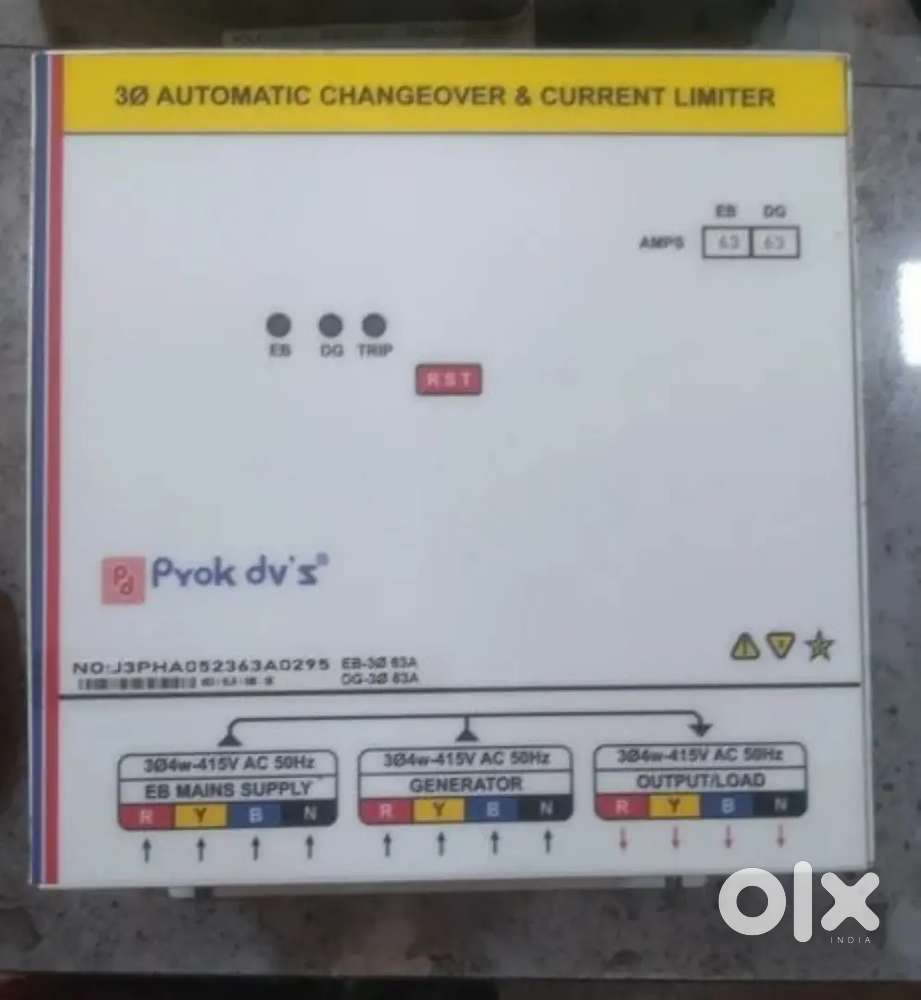 3Ø AUTOMATIC CHANGEOVER & CURRENT LIMITER
EB DG
AMPS 63 63
EB DG TRIP
RST
Pd Prok dv's®
NO:J3PHA052363A0295 EB-3Ø 63A
DG-3Ø 63A
3Ø4w-415V AC 50Hz 3Ø4w-415V AC 50Hz 3Ø4w-415V AC 50Hz
EB MAINS SUPPLY GENERATOR OUTPUT/LOAD
R Y B N R Y B N R Y B N
olx
INDIA